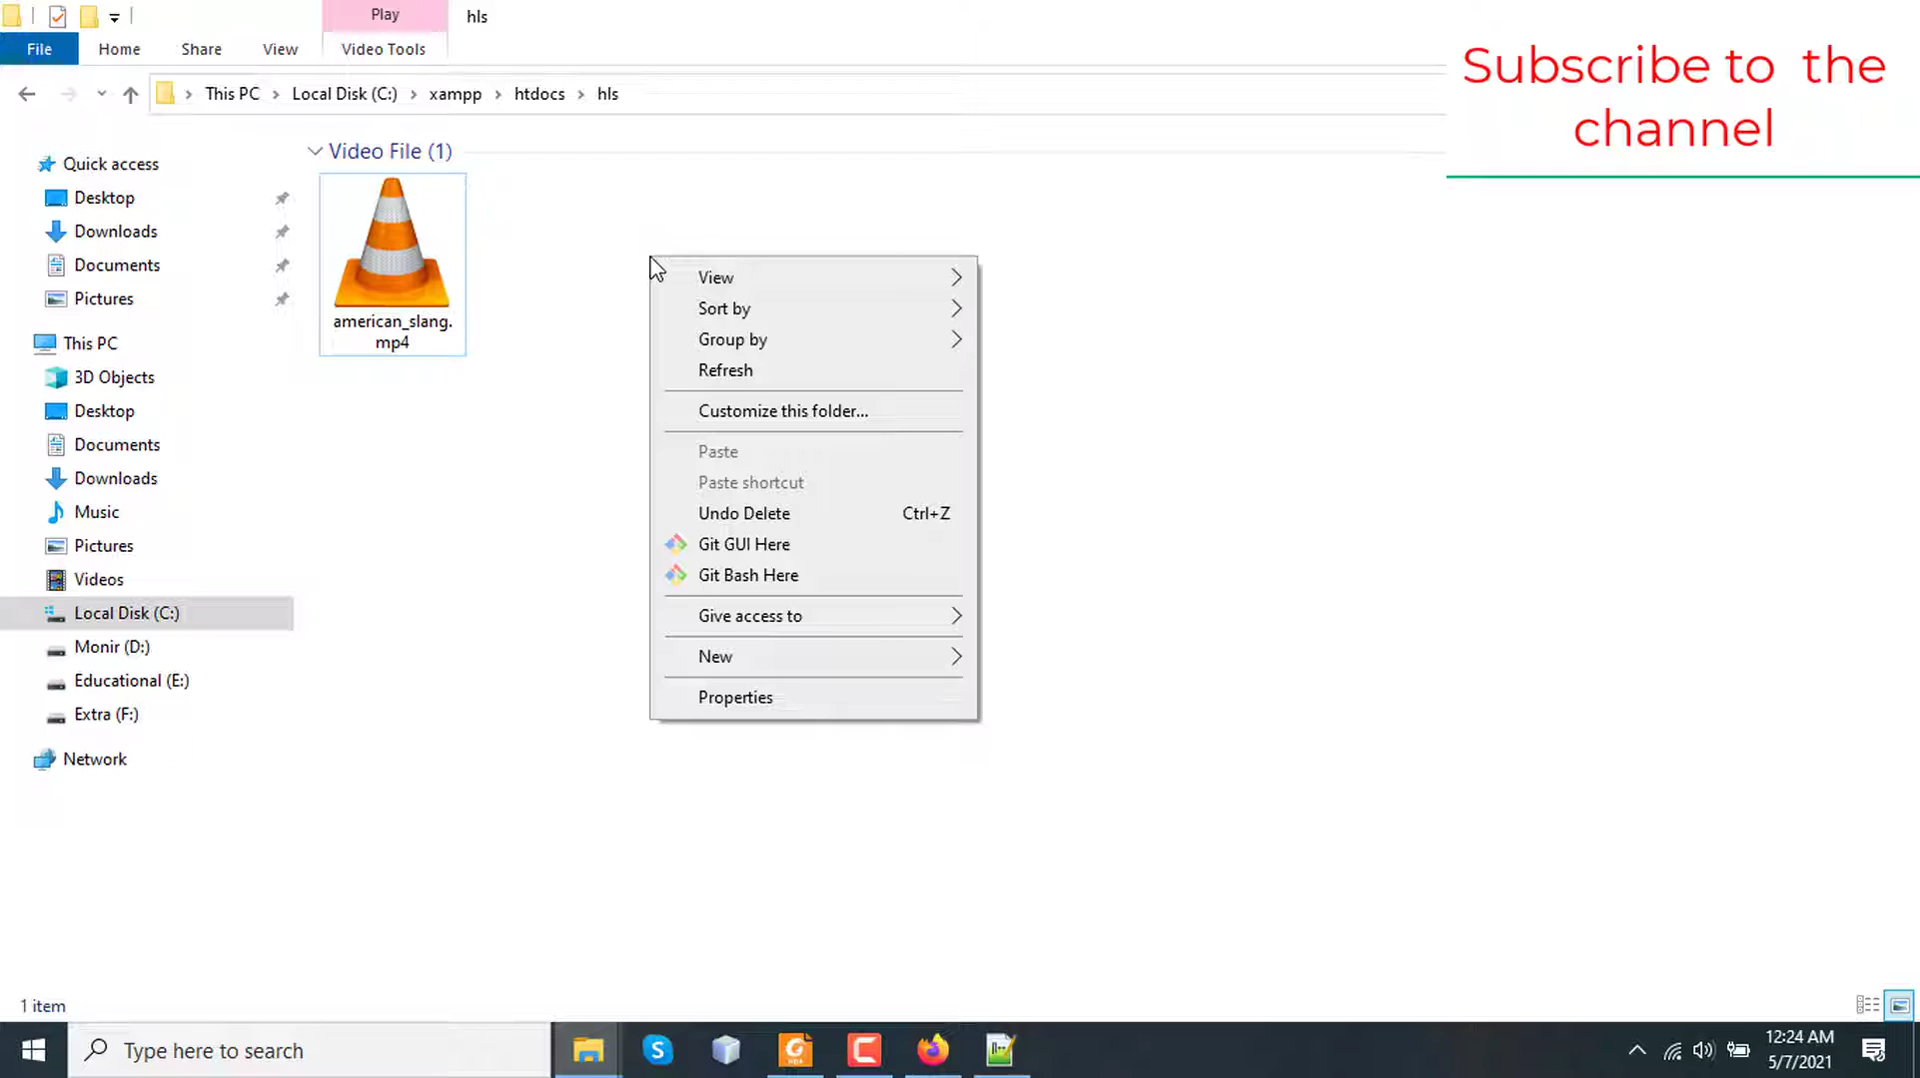 Play
hls
File
Home
Share
View
Video Tools
This PC
Local Disk (C:)
xampp
htdocs
hls
Subscribe to the
channel
Quick access
Desktop
Downloads
Documents
Pictures
This PC
3D Objects
Desktop
Documents
Downloads
Music
Pictures
Videos
Local Disk (C:)
Monir (D:)
Educational (E:)
Extra (F:)
Network
Video File (1)
american_slang.
mp4
View
Sort by
Group by
Refresh
Customize this folder...
Paste
Paste shortcut
Undo Delete Ctrl+Z
Git GUI Here
Git Bash Here
Give access to
New
Properties
1 item
Type here to search
12:24 AM
5/7/2021